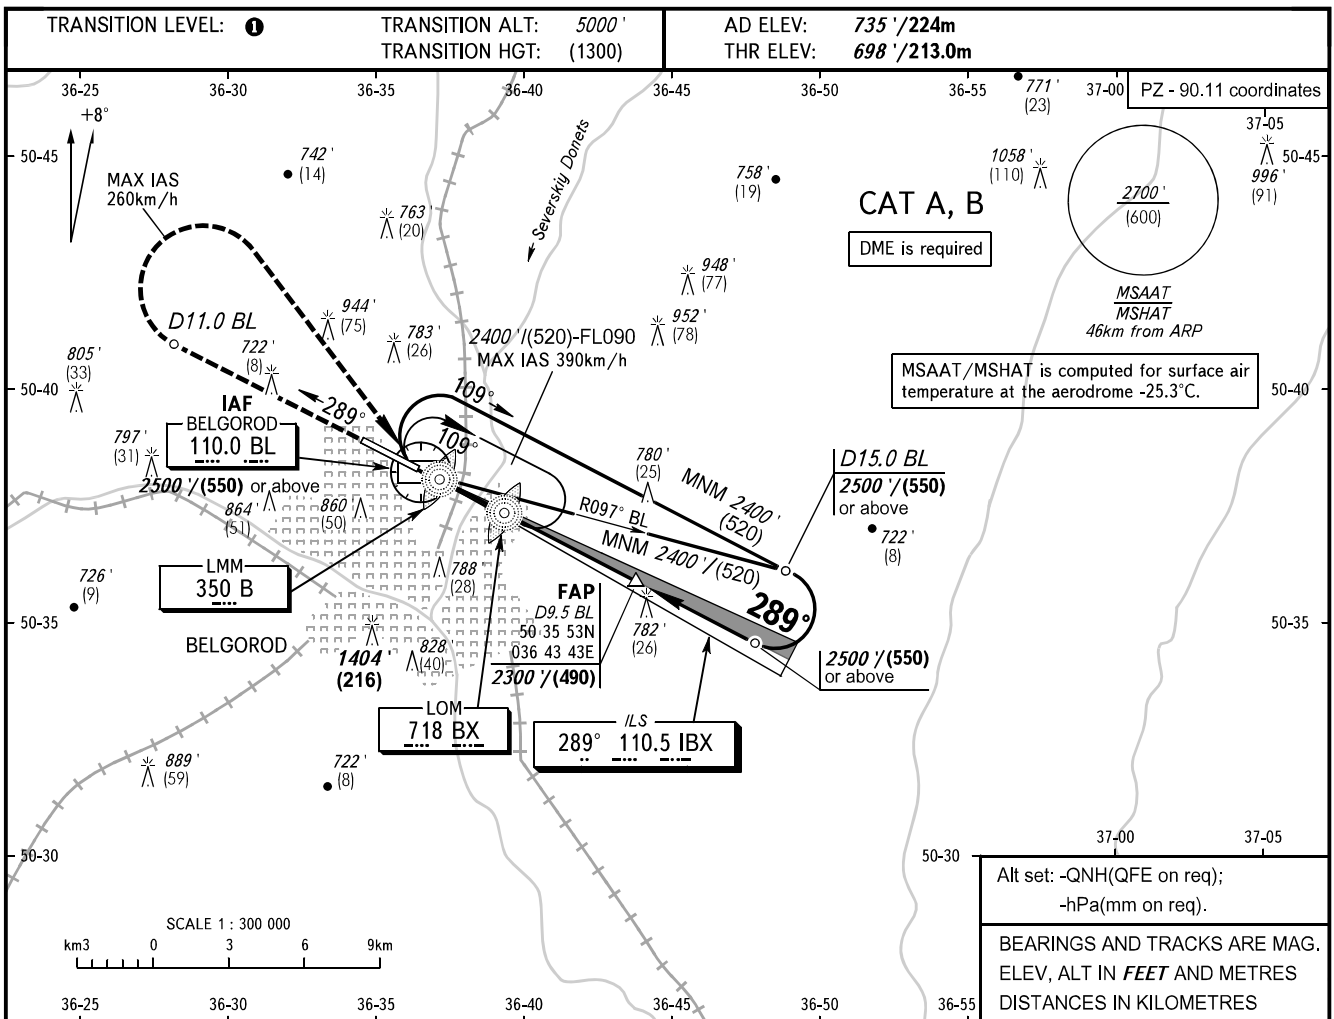 TRANSITION LEVEL: ❶
TRANSITION ALT: 5000 '
TRANSITION HGT: (1300)
AD ELEV: 735 '/224m
THR ELEV: 698 '/213.0m
36-25 36-30 36-35 36-40 36-45 36-50 36-55 37-00
PZ - 90.11 coordinates
37-05
+8°
50-45
50-45
771 '
(23)
742 '
(14)
758 '
(19)
1058 '
(110)
996 '
(91)
2700 '
(600)
MSAAT
MSHAT
46km from ARP
MAX IAS
260km/h
763 '
(20)
Severskiy Donets
CAT A, B
DME is required
948 '
(77)
952 '
(78)
944 '
(75)
783 '
(26)
D11.0 BL
722 '
(8)
805 '
(33)
2400 '/(520)-FL090
MAX IAS 390km/h
MSAAT/MSHAT is computed for surface air
temperature at the aerodrome -25.3°C.
50-40
50-40
109°
289°
109°
IAF
BELGOROD
110.0 BL
2500 '/(550) or above
797 '
(31)
864 '
(51)
860 '
(50)
780 '
(25)
MNM 2400 '
(520)
R097° BL
MNM 2400 '/(520)
D15.0 BL
2500 '/(550)
or above
722 '
(8)
LMM
350 B
788 '
(28)
726 '
(9)
FAP
D9.5 BL
50 35 53N
036 43 43E
2300 '/(490)
782 '
(26)
289°
50-35
50-35
BELGOROD
1404 '
(216)
828 '
(40)
2500 '/(550)
or above
LOM
718 BX
ILS
289° 110.5 IBX
889 '
(59)
722 '
(8)
37-00 37-05
50-30
50-30
Alt set: -QNH(QFE on req);
-hPa(mm on req).
SCALE 1 : 300 000
km3 0 3 6 9km
BEARINGS AND TRACKS ARE MAG.
ELEV, ALT IN FEET AND METRES
DISTANCES IN KILOMETRES
36-25 36-30 36-35 36-40 36-45 36-50 36-55